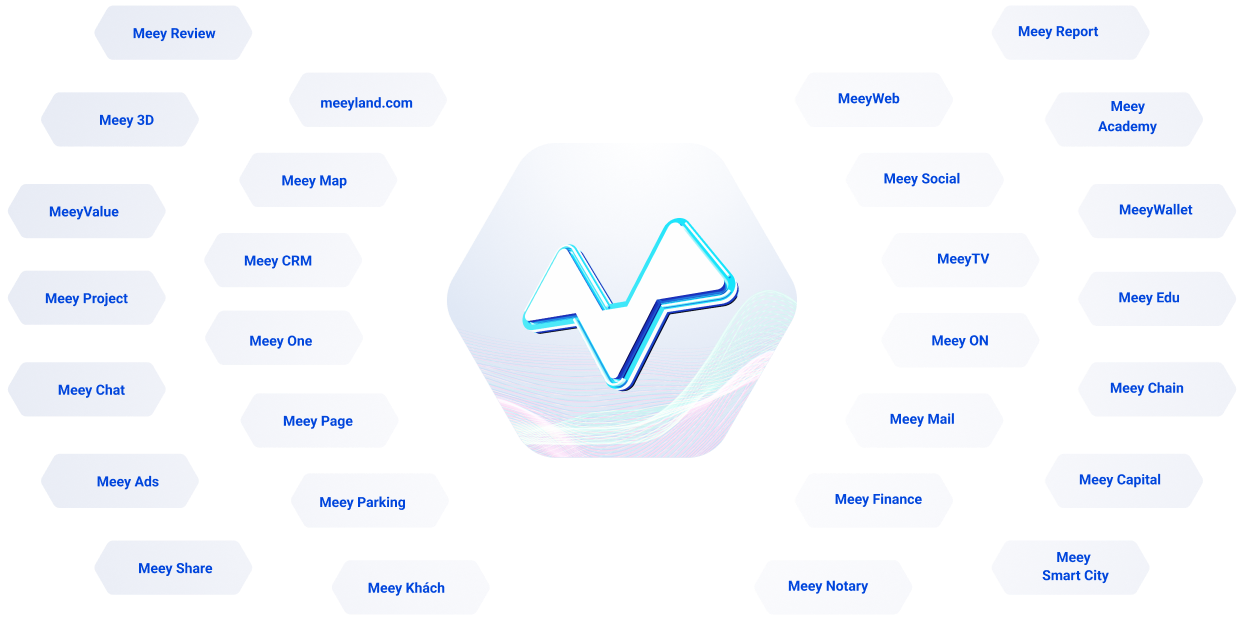 Meey Review
Meey Report
meeyland.com
MeeyWeb
Meey 3D
Meey
Academy
Meey Map
Meey Social
MeeyValue
MeeyWallet
Meey CRM
MeeyTV
Meey Project
Meey Edu
Meey One
Meey ON
Meey Chat
Meey Chain
Meey Page
Meey Mail
Meey Ads
Meey Capital
Meey Parking
Meey Finance
Meey Share
Meey
Smart City
Meey Khách
Meey Notary